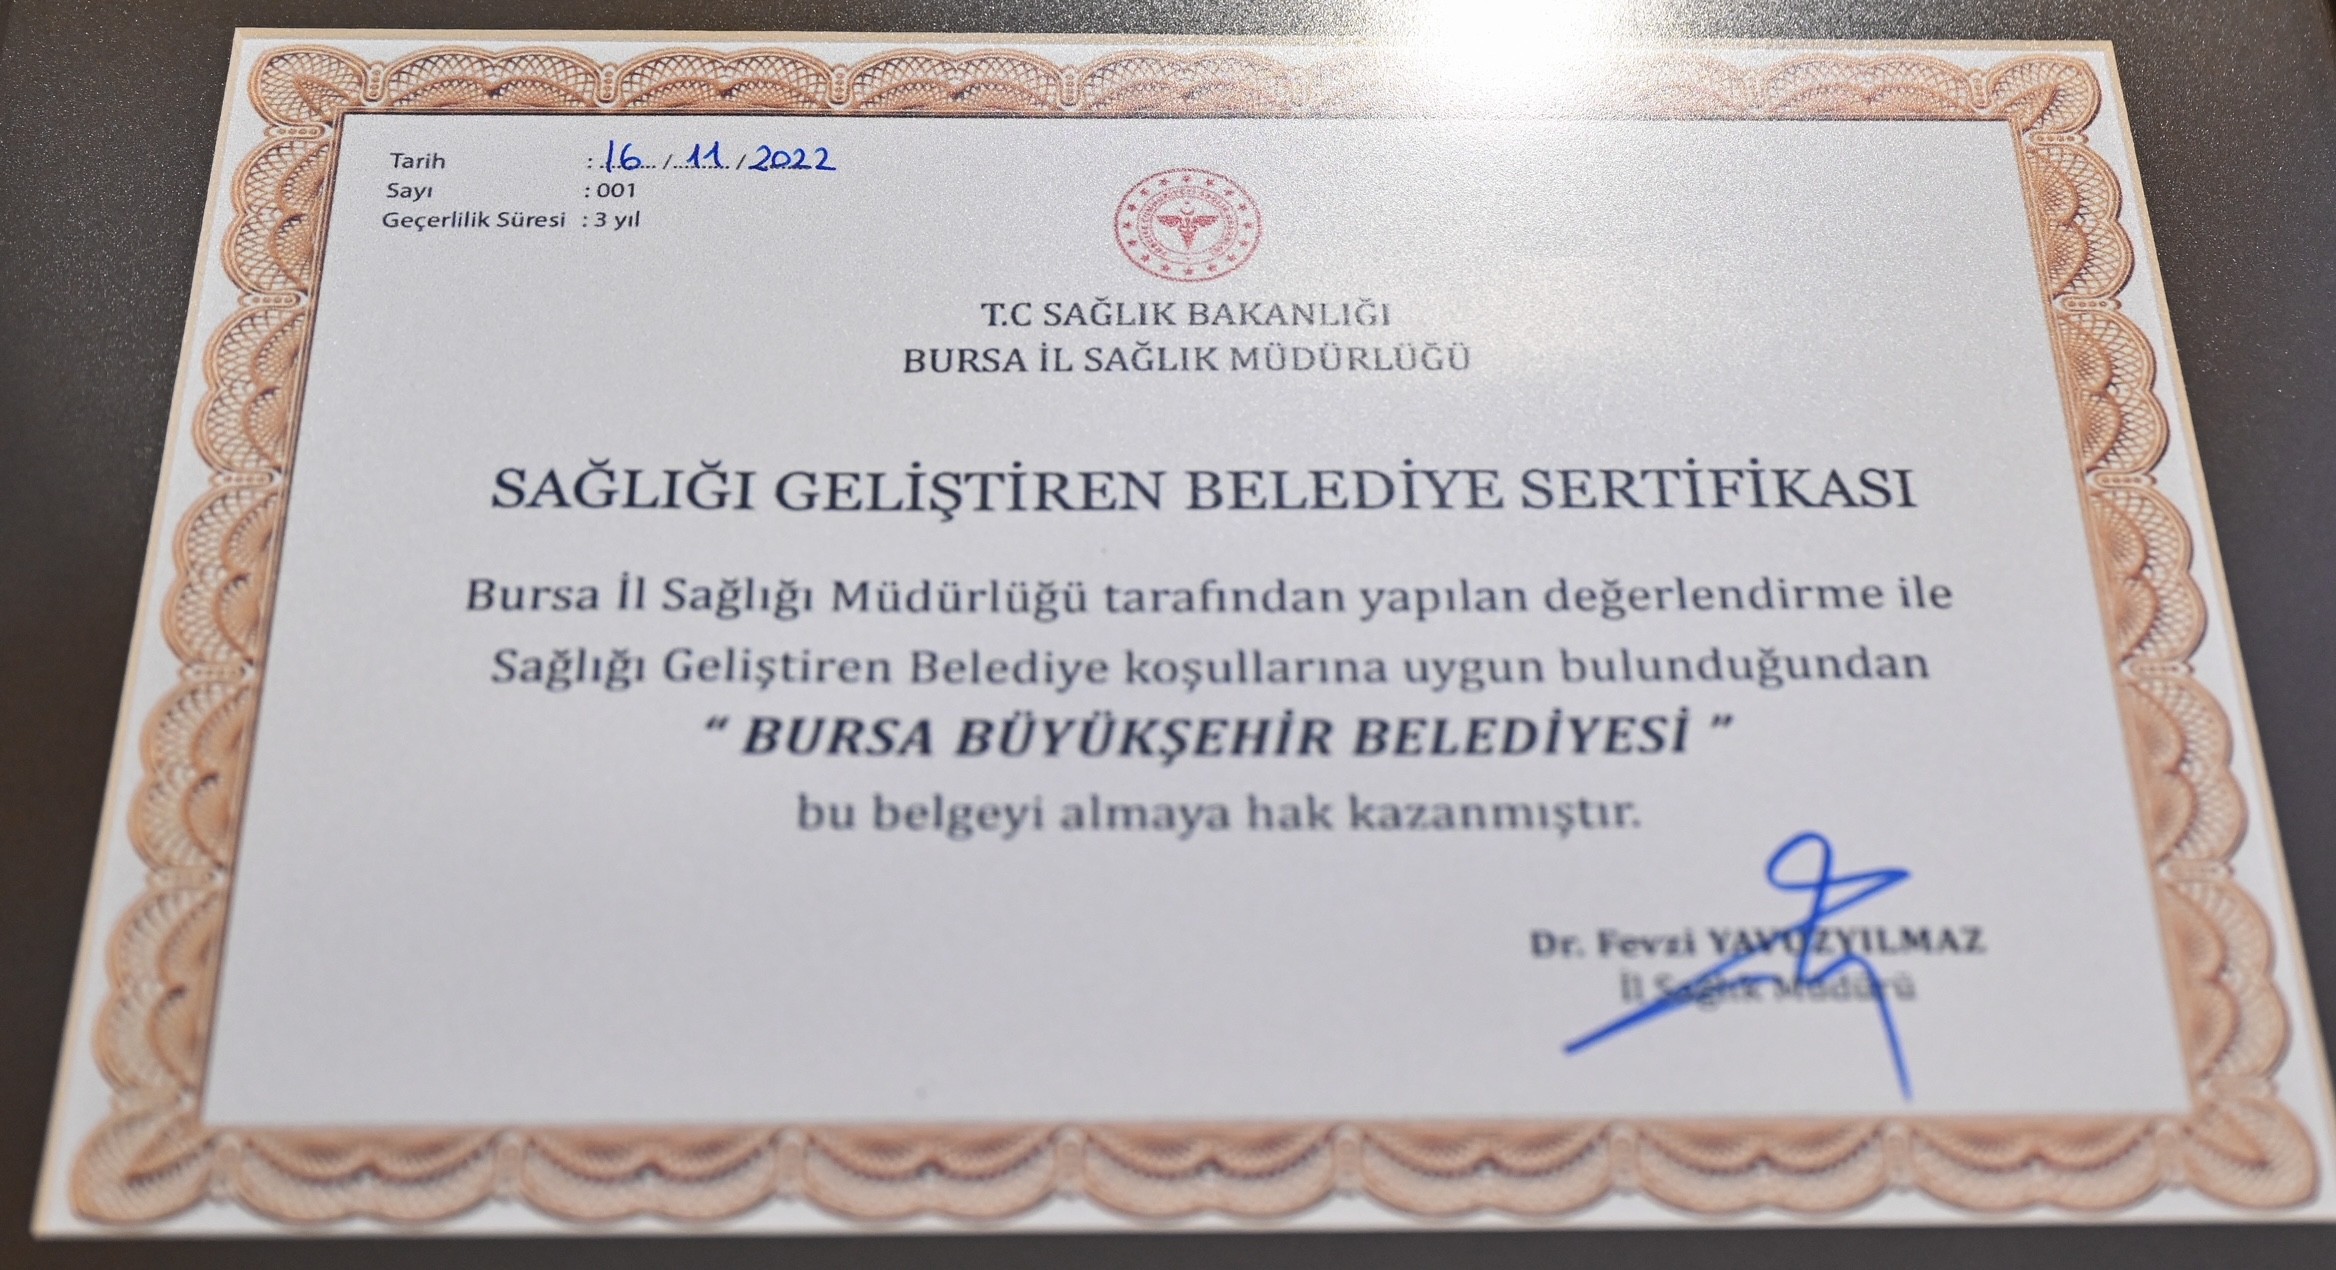 Tarih : 16 / 11 / 2022
Sayı : 001
Geçerlilik Süresi : 3 yıl
T.C SAĞLIK BAKANLIĞI
BURSA İL SAĞLIK MÜDÜRLÜĞÜ
SAĞLIĞI GELİŞTİREN BELEDİYE SERTİFİKASI
Bursa İl Sağlığı Müdürlüğü tarafından yapılan değerlendirme ile
Sağlığı Geliştiren Belediye koşullarına uygun bulunduğundan
“ BURSA BÜYÜKŞEHİR BELEDİYESİ ”
bu belgeyi almaya hak kazanmıştır.
Dr. Fevzi YAVUZYILMAZ
İl Sağlık Müdürü